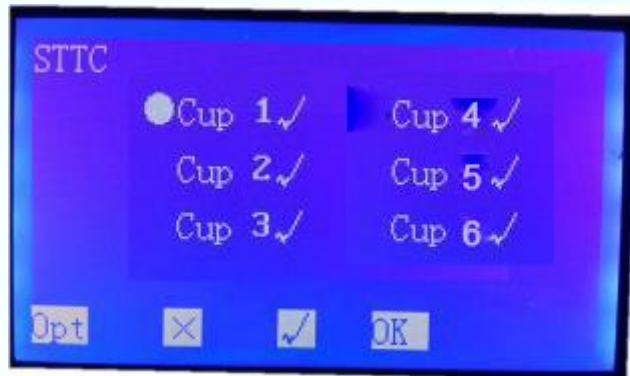 STTC
Cup 1✓ Cup 4✓
Cup 2✓ Cup 5✓
Cup 3✓ Cup 6✓
Opt × ✓ OK